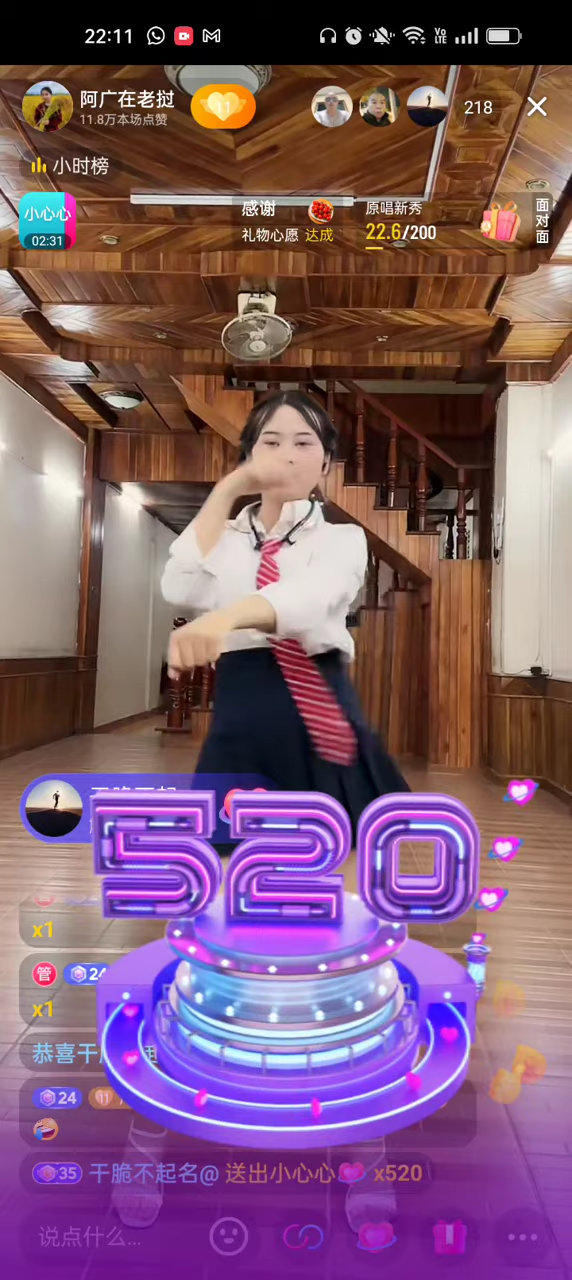 22:11
Vo
LTE
阿广在老挝
11.8万本场点赞
11
218
小时榜
小心心
02:31
感谢
礼物心愿 达成
原唱新秀
22.6/200
面对面
520
x1
管 24
x1
恭喜干
24 11
35 干脆不起名@ 送出小心心 x520
说点什么...